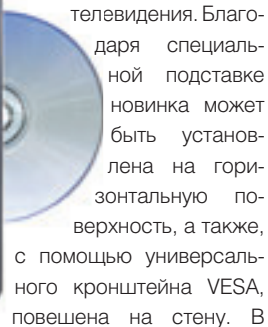 телевидения. Благо-
даря специаль-
ной подставке
новинка может
быть установ-
лена на гори-
зонтальную по-
верхность, а также,
с помощью универсаль-
ного кронштейна VESA,
повешена на стену. В